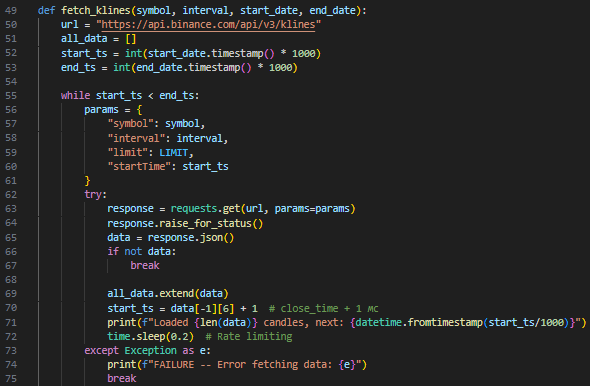 49 def fetch_klines(symbol, interval, start_date, end_date):
50     url = "https://api.binance.com/api/v3/klines"
51     all_data = []
52     start_ts = int(start_date.timestamp() * 1000)
53     end_ts = int(end_date.timestamp() * 1000)
54
55     while start_ts < end_ts:
56         params = {
57             "symbol": symbol,
58             "interval": interval,
59             "limit": LIMIT,
60             "startTime": start_ts
61         }
62         try:
63             response = requests.get(url, params=params)
64             response.raise_for_status()
65             data = response.json()
66             if not data:
67                 break
68
69             all_data.extend(data)
70             start_ts = data[-1][6] + 1  # close_time + 1 мс
71             print(f"Loaded {len(data)} candles, next: {datetime.fromtimestamp(start_ts/1000)}")
72             time.sleep(0.2)  # Rate limiting
73         except Exception as e:
74             print(f"FAILURE -- Error fetching data: {e}")
75             break